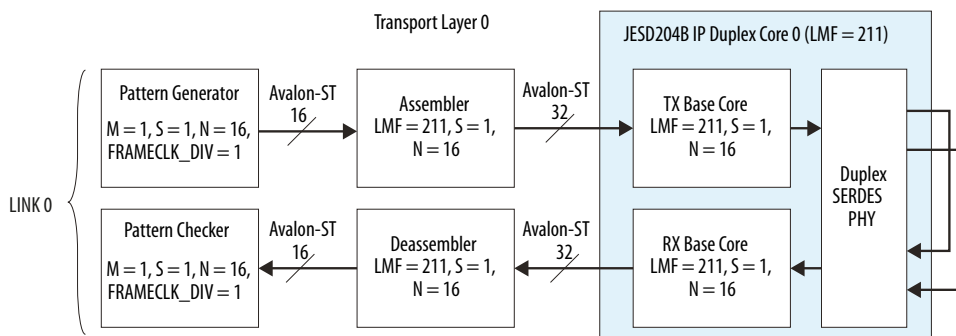 Transport Layer 0
JESD204B IP Duplex Core 0 (LMF = 211)
Pattern Generator
M = 1, S = 1, N = 16,
FRAMECLK_DIV = 1
Avalon-ST
16
Assembler
LMF = 211, S = 1,
N = 16
Avalon-ST
32
TX Base Core
LMF = 211, S = 1,
N = 16
Duplex
SERDES
PHY
LINK 0
Pattern Checker
M = 1, S = 1, N = 16,
FRAMECLK_DIV = 1
Avalon-ST
16
Deassembler
LMF = 211, S = 1,
N = 16
Avalon-ST
32
RX Base Core
LMF = 211, S = 1,
N = 16